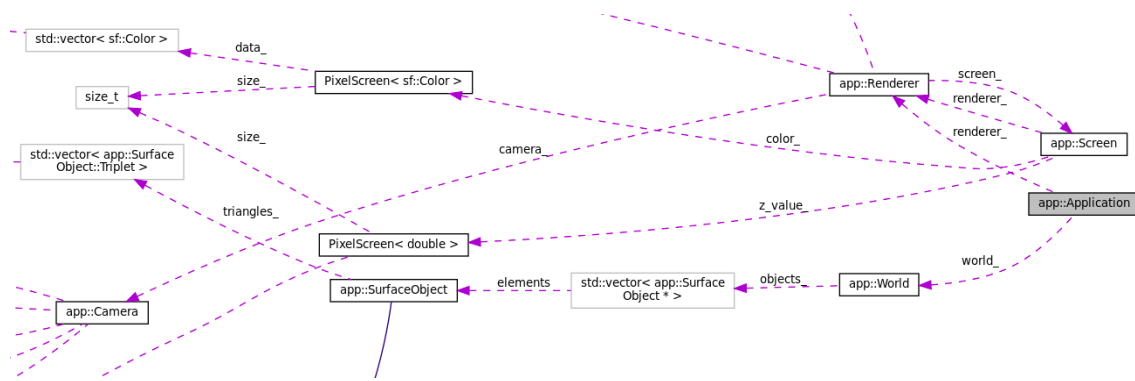 std::vector< sf::Color >
data_
PixelScreen< sf::Color >
size_
size_t
app::Renderer
screen_
renderer_
renderer_
color_
app::Screen
size_
camera_
std::vector< app::Surface
Object::Triplet >
triangles_
app::Application
z_value_
PixelScreen< double >
world_
app::SurfaceObject
elements
std::vector< app::Surface
Object * >
objects_
app::World
app::Camera